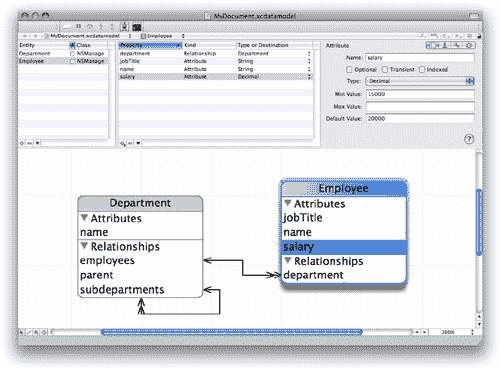 MyDocument.xcdatamodel
MyDocument.xcdatamodel Employee
Entity Class
Department NSManage
Employee NSManage
Property Kind Type or Destination
department Relationship Department
jobTitle Attribute String
name Attribute String
salary Attribute Decimal
Attribute
Name: salary
Optional Transient Indexed
Type: Decimal
Min Value: 15000
Max Value:
Default Value: 20000
Department
Attributes
name
Relationships
employees
parent
subdepartments
Employee
Attributes
jobTitle
name
salary
Relationships
department
200%